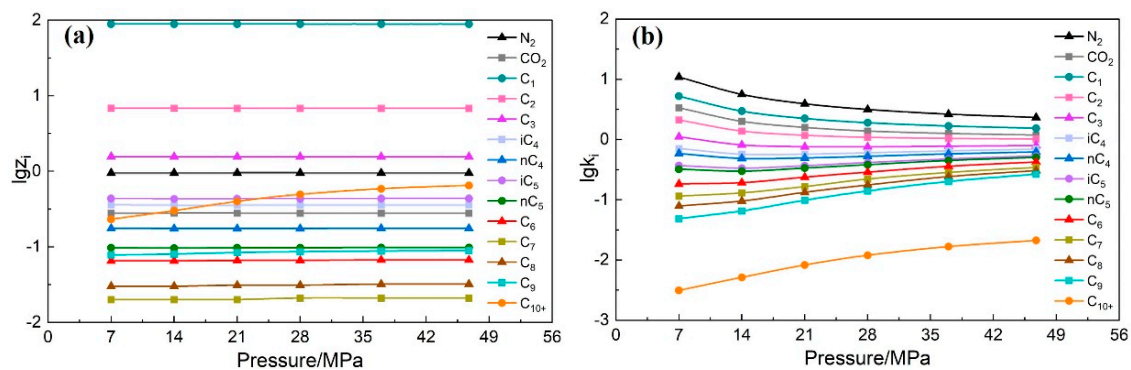 (a)
lgz_i
2
1
0
-1
-2
N₂
CO₂
C₁
C₂
C₃
iC₄
nC₄
iC₅
nC₅
C₆
C₇
C₈
C₉
C₁₀₊
0 7 14 21 28 35 42 49 56
Pressure/MPa
(b)
lgk_i
2
1
0
-1
-2
-3
N₂
CO₂
C₁
C₂
C₃
iC₄
nC₄
iC₅
nC₅
C₆
C₇
C₈
C₉
C₁₀₊
0 7 14 21 28 35 42 49 56
Pressure/MPa